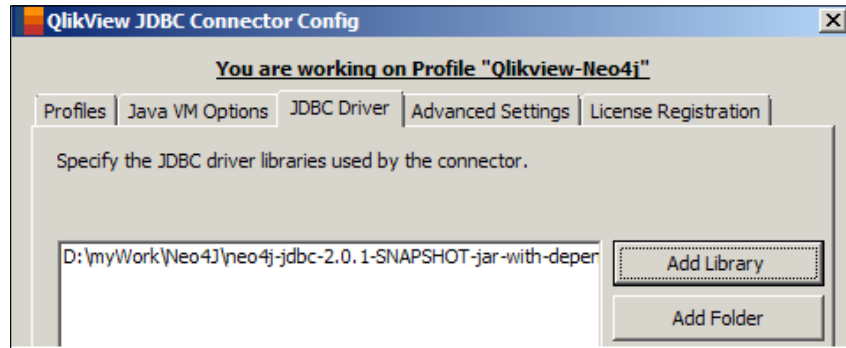 QlikView JDBC Connector Config
You are working on Profile "Qlikview-Neo4j"
Profiles Java VM Options JDBC Driver Advanced Settings License Registration
Specify the JDBC driver libraries used by the connector.
D:\myWork\Neo4J\neo4j-jdbc-2.0.1-SNAPSHOT-jar-with-depen
Add Library
Add Folder